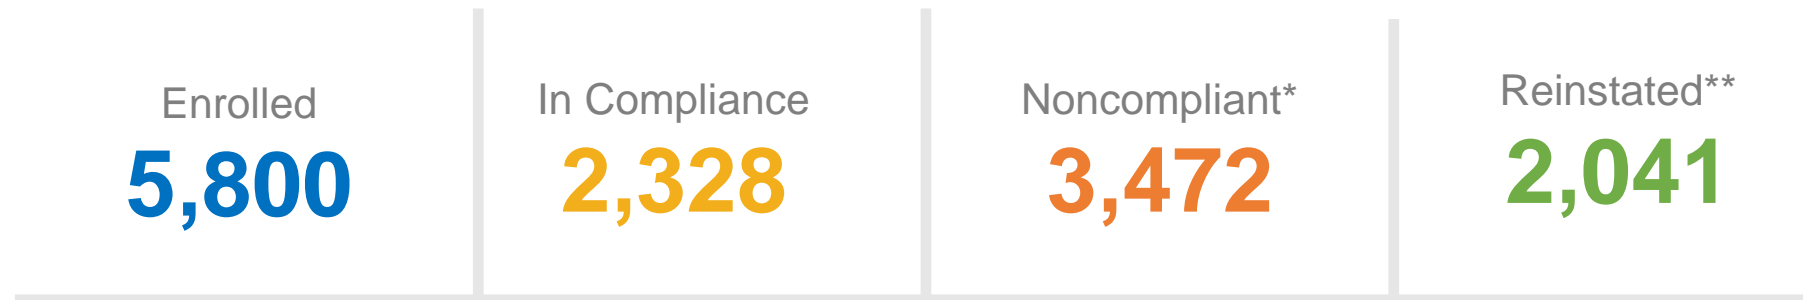 Enrolled
5,800
In Compliance
2,328
Noncompliant*
3,472
Reinstated**
2,041